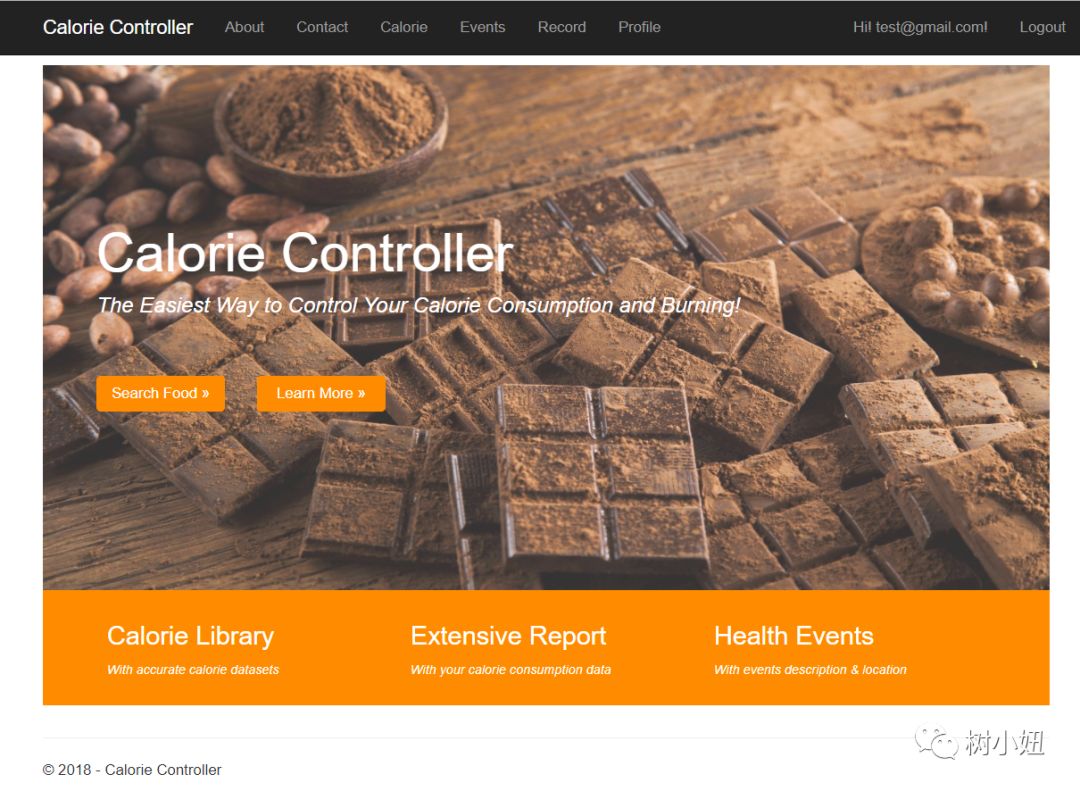 Calorie Controller About Contact Calorie Events Record Profile Hi! test@gmail.com! Logout
Calorie Controller
The Easiest Way to Control Your Calorie Consumption and Burning!
Search Food » Learn More »
Calorie Library Extensive Report Health Events
With accurate calorie datasets With your calorie consumption data With events description & location
树小妞
© 2018 - Calorie Controller